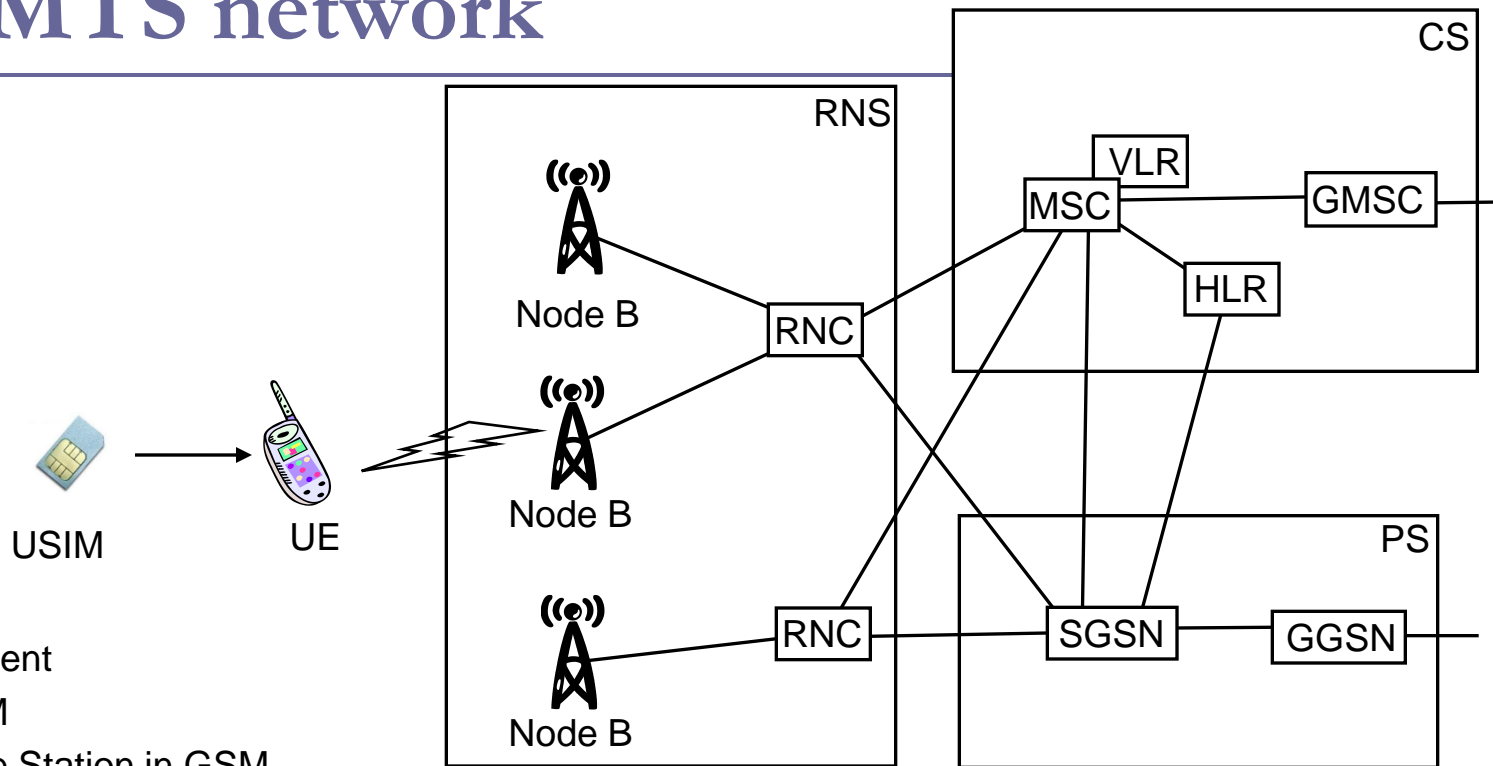 MTS network
CS
RNS
VLR
MSC
GMSC
HLR
Node B
RNC
Node B
USIM
UE
PS
RNC
SGSN
GGSN
Node B
ent
M
Station in GSM